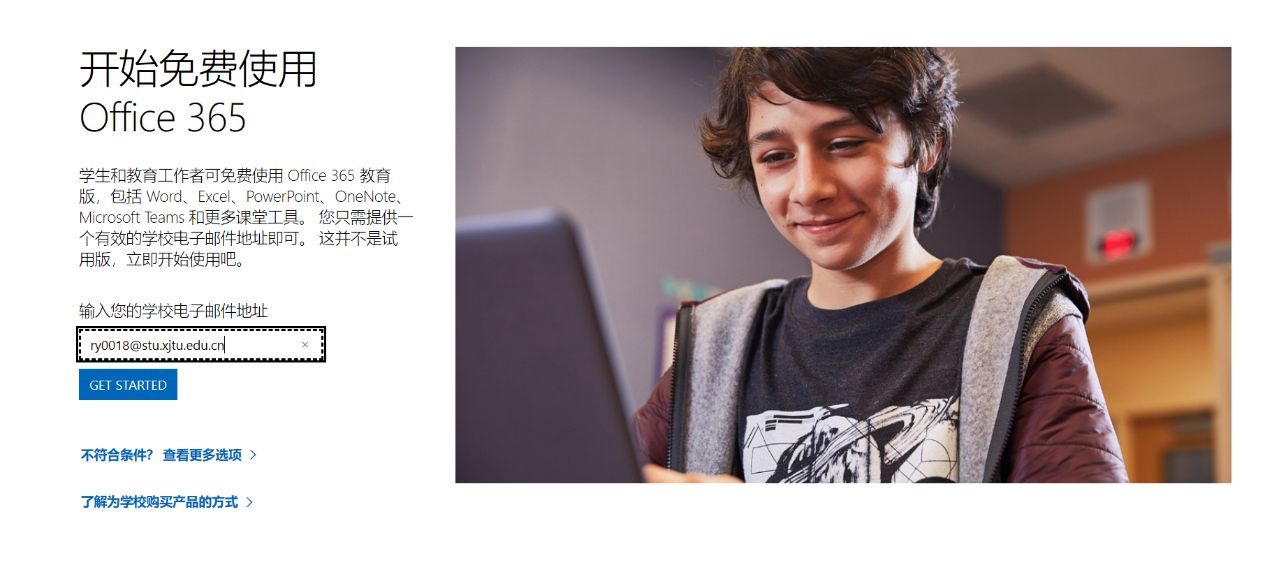 开始免费使用
Office 365
学生和教育工作者可免费使用 Office 365 教育
版，包括 Word、Excel、PowerPoint、OneNote、
Microsoft Teams 和更多课堂工具。 您只需提供一
个有效的学校电子邮件地址即可。 这并不是试
用版，立即开始使用吧。
输入您的学校电子邮件地址
ry0018@stu.xjtu.edu.cn
GET STARTED
不符合条件？ 查看更多选项
了解为学校购买产品的方式